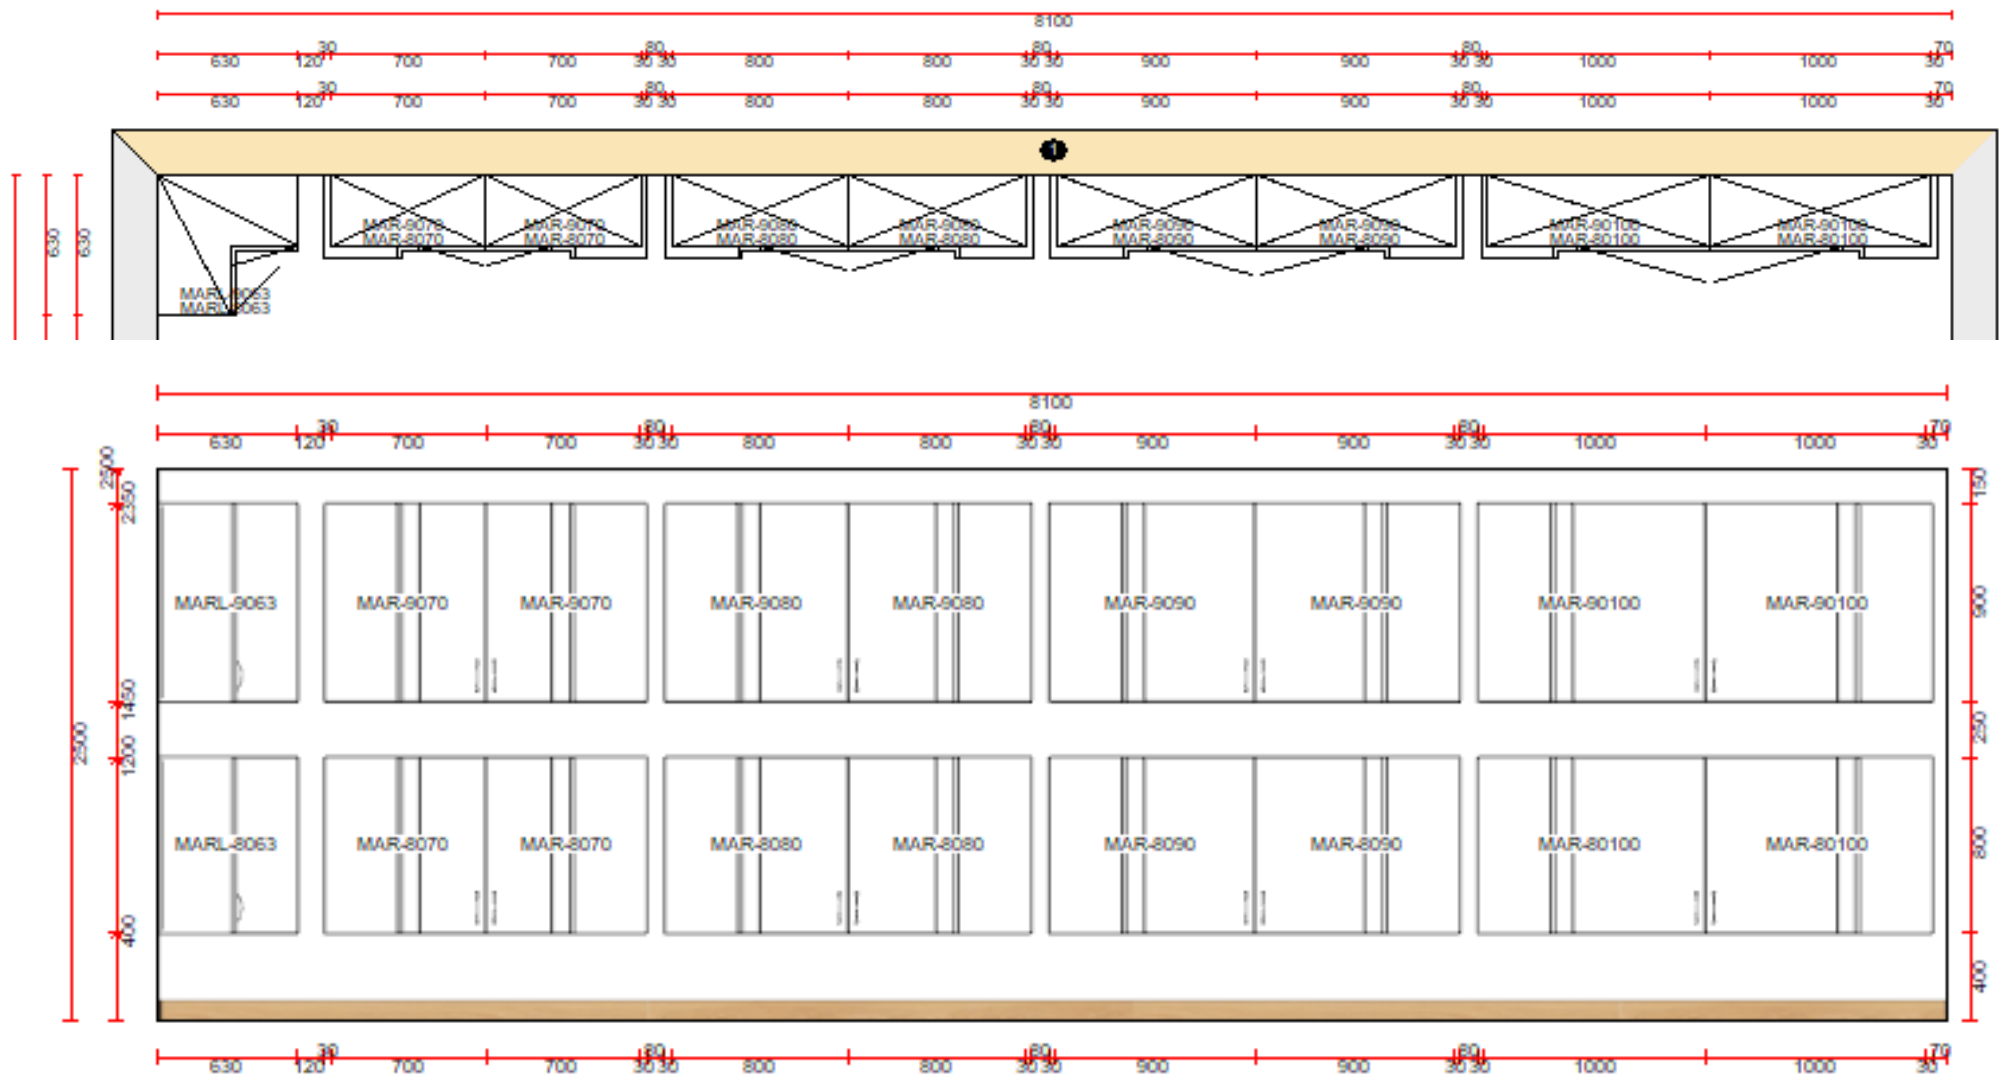 8100
30 80 80 80 70
630 120 700 700 30 30 800 800 30 30 900 900 30 30 1000 1000 30
30 80 80 80 70
630 120 700 700 30 30 800 800 30 30 900 900 30 30 1000 1000 30
1
630 630
MAR-9070 MAR-9070 MAR-9080 MAR-9080 MAR-9090 MAR-9090 MAR-90100 MAR-90100
MAR-8070 MAR-8070 MAR-8080 MAR-8080 MAR-8090 MAR-8090 MAR-80100 MAR-80100
MARL-9063
MARL-8063
8100
30 80 80 80 70
630 120 700 700 30 30 800 800 30 30 900 900 30 30 1000 1000 30
2500
2350
150
MARL-9063 MAR-9070 MAR-9070 MAR-9080 MAR-9080 MAR-9090 MAR-9090 MAR-90100 MAR-90100
900
1450
2500
1200
250
MARL-8063 MAR-8070 MAR-8070 MAR-8080 MAR-8080 MAR-8090 MAR-8090 MAR-80100 MAR-80100
800
400
400
30 80 80 80 70
630 120 700 700 30 30 800 800 30 30 900 900 30 30 1000 1000 30